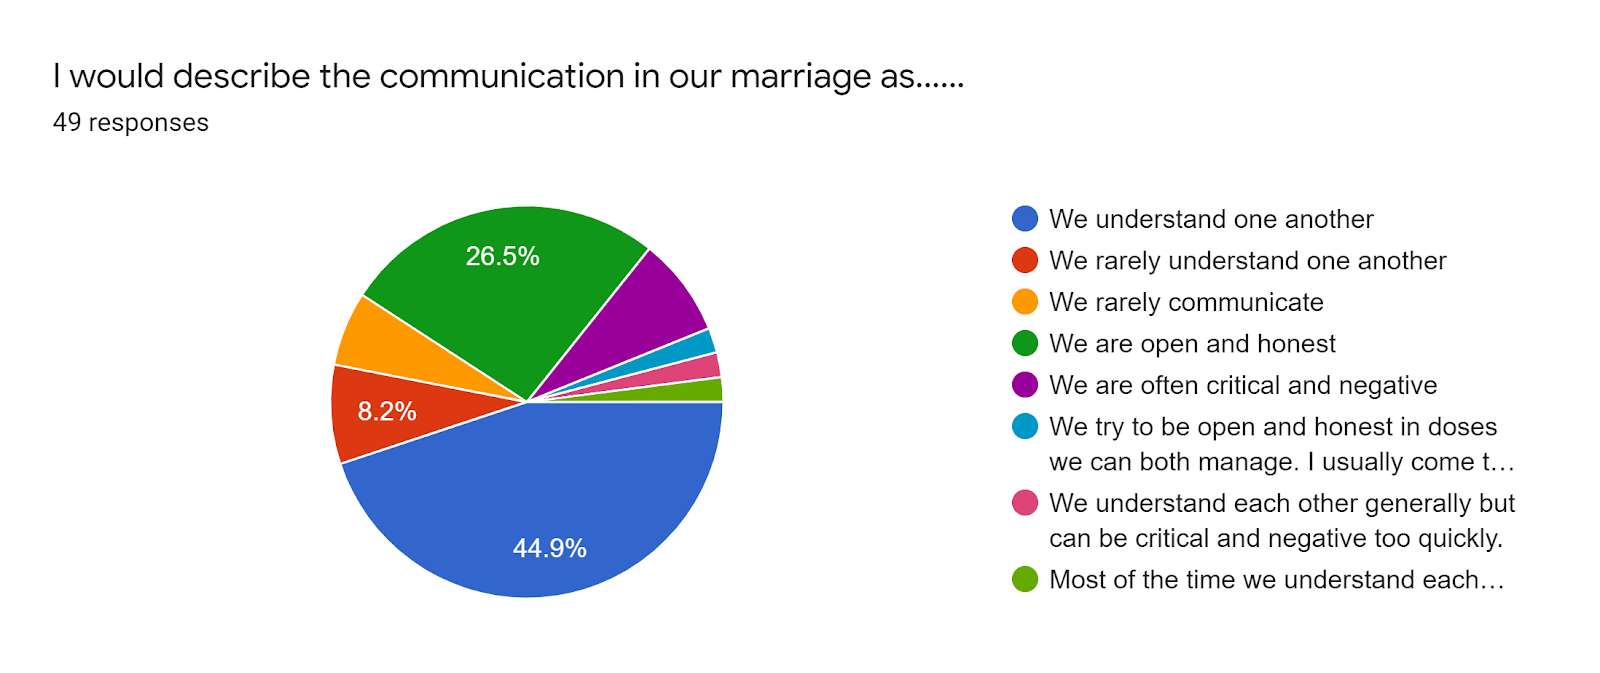 I would describe the communication in our marriage as......
49 responses
26.5%
8.2%
44.9%
We understand one another
We rarely understand one another
We rarely communicate
We are open and honest
We are often critical and negative
We try to be open and honest in doses
we can both manage. I usually come t…
We understand each other generally but
can be critical and negative too quickly.
Most of the time we understand each…